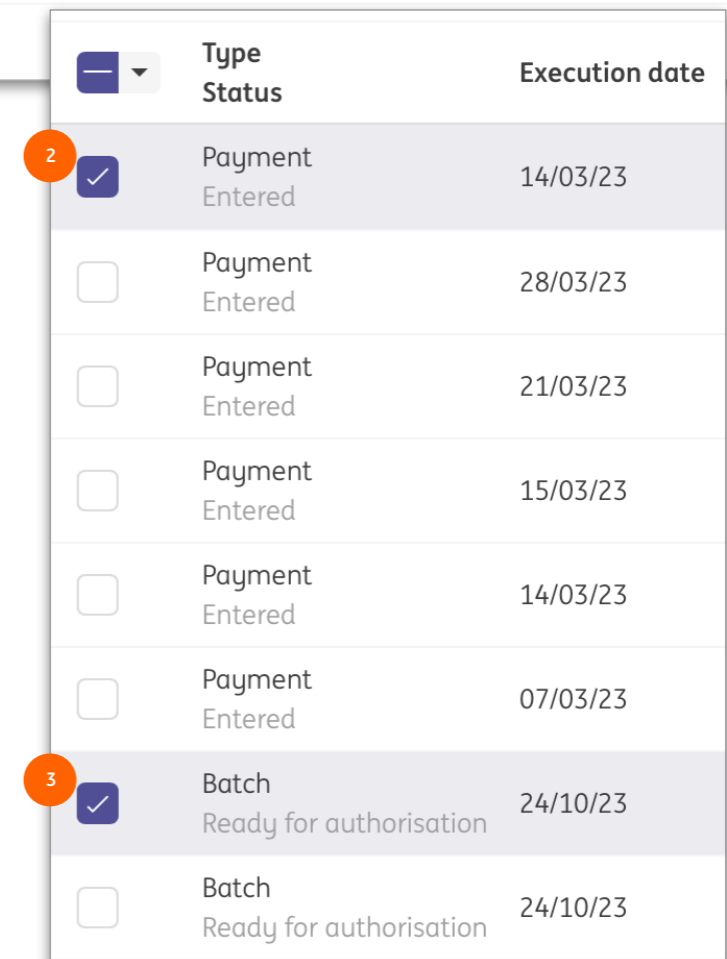 Type
Status
Execution date
2
Payment
Entered
14/03/23
Payment
Entered
28/03/23
Payment
Entered
21/03/23
Payment
Entered
15/03/23
Payment
Entered
14/03/23
Payment
Entered
07/03/23
3
Batch
Ready for authorisation
24/10/23
Batch
Ready for authorisation
24/10/23